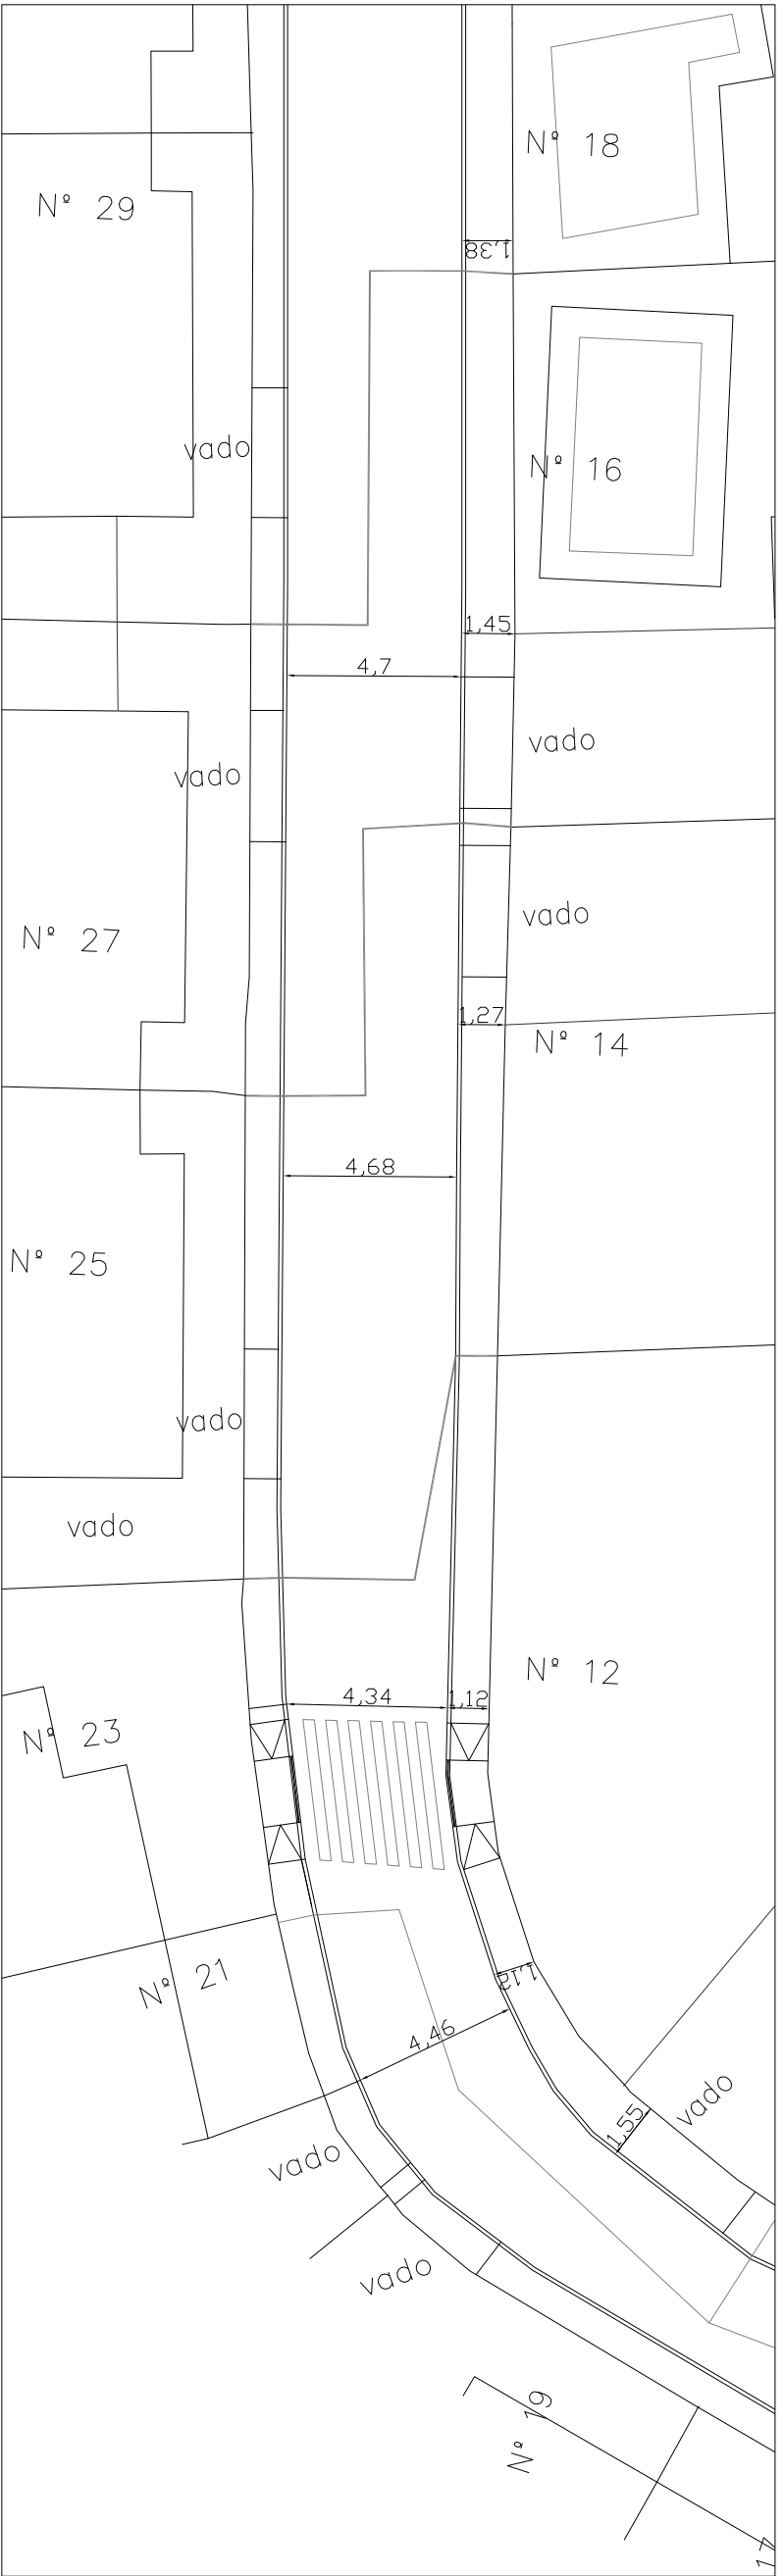 Nº 18
Nº 29
1,38
vado
Nº 16
1,45
4,7
vado
vado
vado
Nº 27
1,27
Nº 14
4,68
Nº 25
vado
vado
Nº 12
4,34
1,12
Nº 23
Nº 21
1,12
4,46
vado
1,55
vado
vado
Nº 19
17